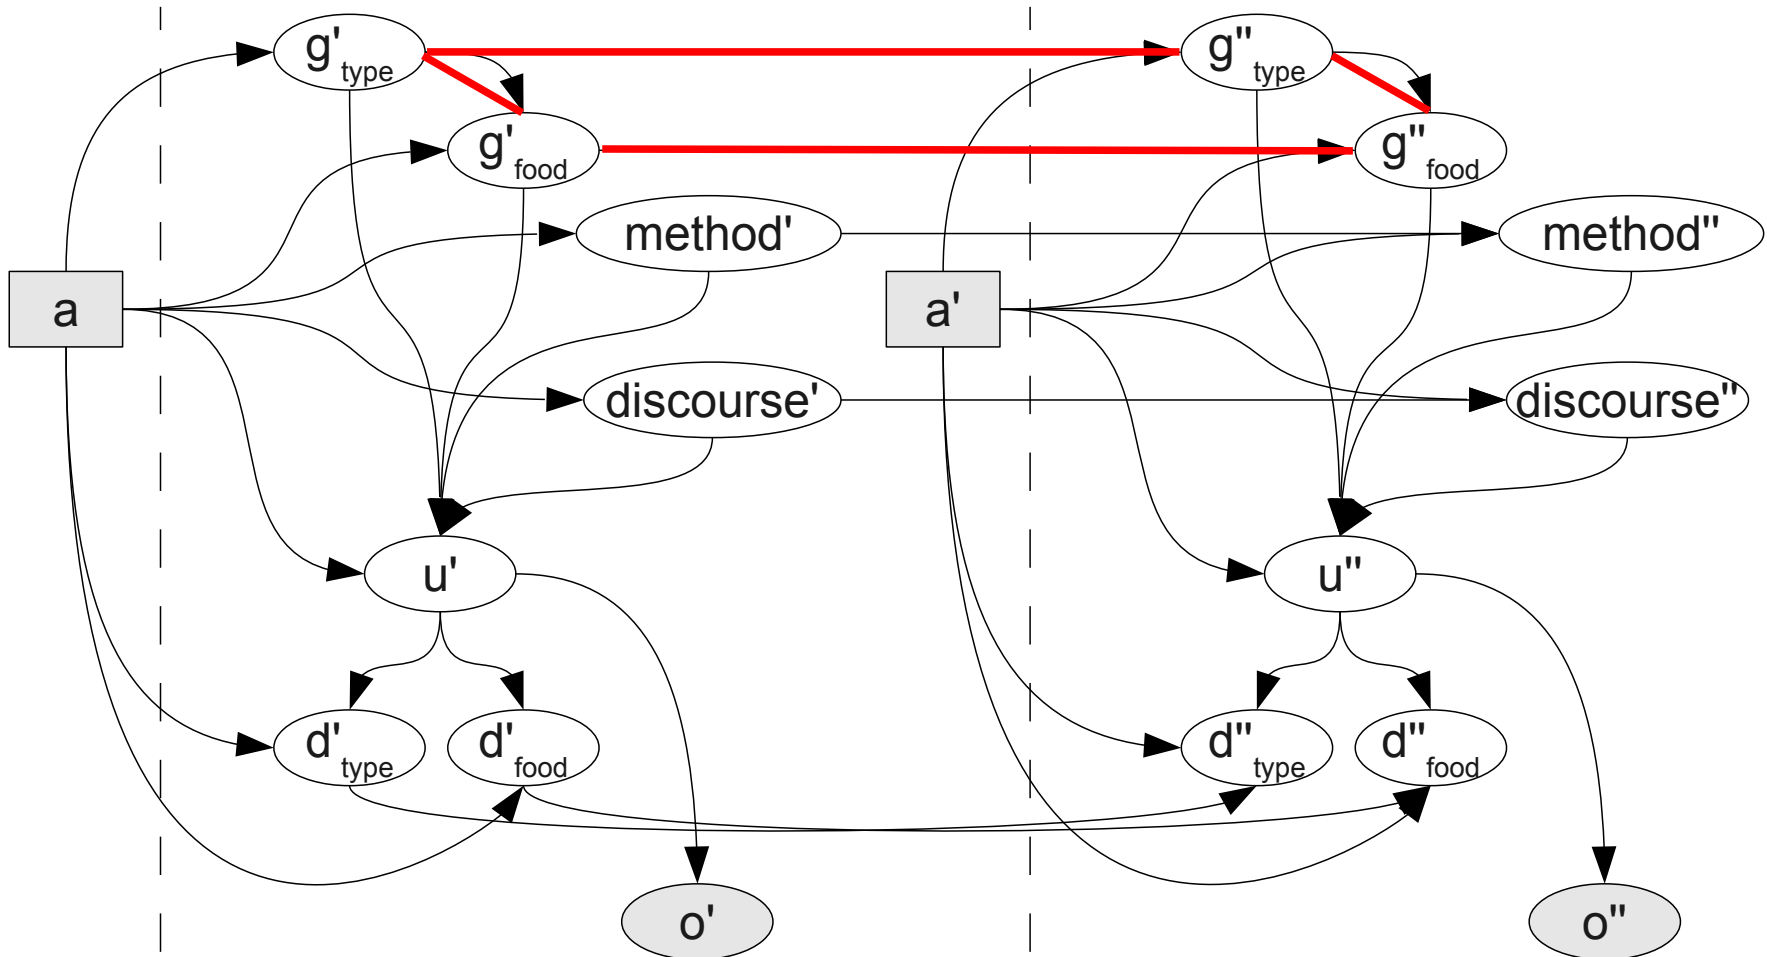 g'type
g''type
g'food
g''food
method'
method''
a
a'
discourse'
discourse''
u'
u''
d'type
d'food
d''type
d''food
o'
o''